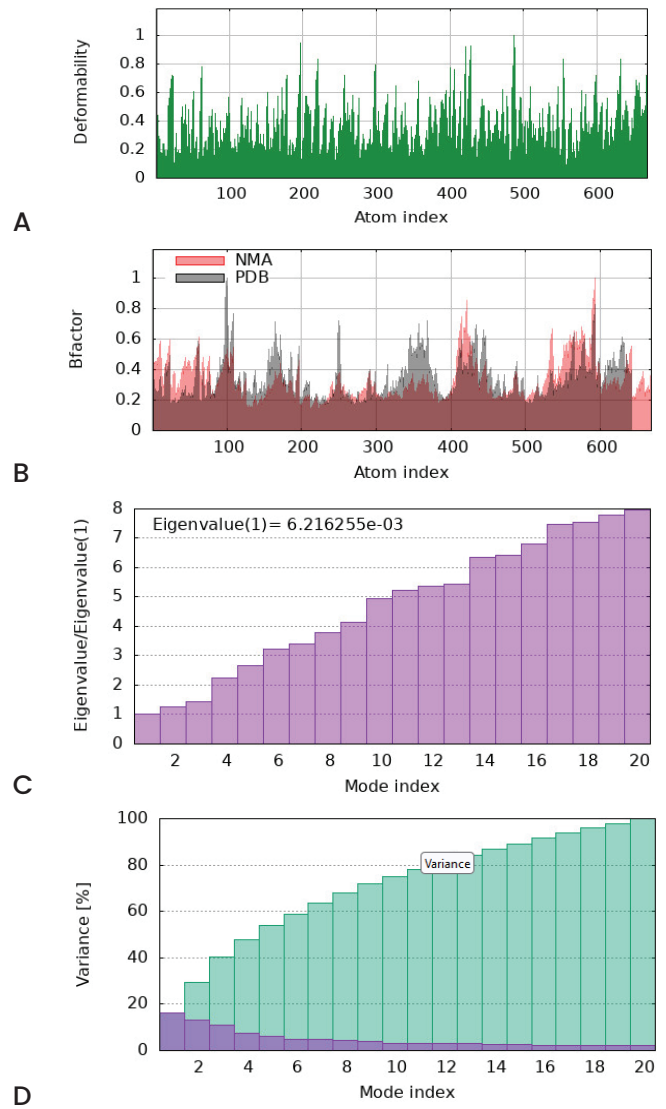 Deformability
1
0.8
0.6
0.4
0.2
0
100 200 300 400 500 600
Atom index
A
NMA
PDB
Bfactor
1
0.8
0.6
0.4
0.2
0
100 200 300 400 500 600
Atom index
B
Eigenvalue(1)= 6.216255e-03
Eigenvalue/Eigenvalue(1)
8
7
6
5
4
3
2
1
0
2 4 6 8 10 12 14 16 18 20
Mode index
C
Variance
Variance [%]
100
80
60
40
20
0
2 4 6 8 10 12 14 16 18 20
Mode index
D